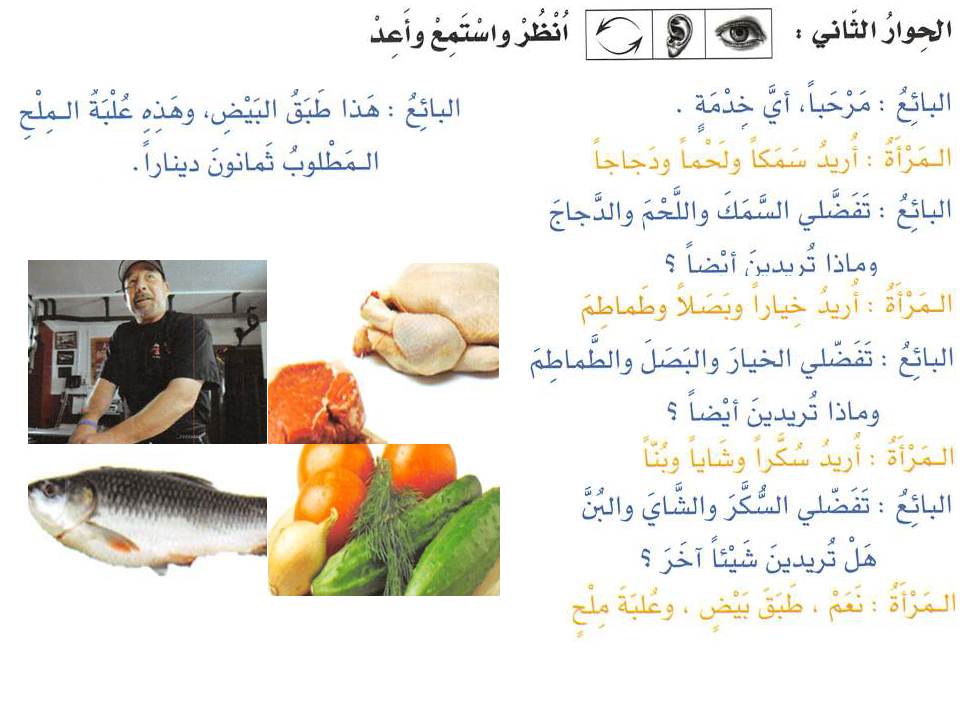 الحِوارُ الثّاني : اُنْظُرْ واسْتَمِعْ وأَعِدْ
البائِعُ : مَرْحَباً، أيَّ خِدْمَةٍ .
الـمَرْأَةُ : أُريدُ سَمَكاً ولَحْماً ودَجاجاً
البائِعُ : تَفَضَّلي السَّمَكَ واللَّحْمَ والدَّجاجَ
وماذا تُريدينَ أيْضاً ؟
الـمَرْأَةُ : أُريدُ خِياراً وبَصَلاً وطَماطِمَ
البائِعُ : تَفَضّلي الخيارَ والبَصَلَ والطَّماطِمَ
وماذا تُريدينَ أيْضاً ؟
الـمَرْأَةُ : أُريدُ سُكَّراً وشَاياً وبُنّاً
البائِعُ : تَفَضّلي السُّكَّرَ والشَّايَ والبُنَّ
هَلْ تُريدينَ شَيْئاً آخَرَ ؟
الـمَرْأَةُ : نَعَمْ ، طَبَقَ بَيْضٍ ، وعُلبَةَ مِلْحٍ
البائِعُ : هَذا طَبَقُ البَيْضِ، وهَذِهِ عُلْبَةُ الـمِلْحِ
الـمَطْلوبُ ثَمانونَ ديناراً.